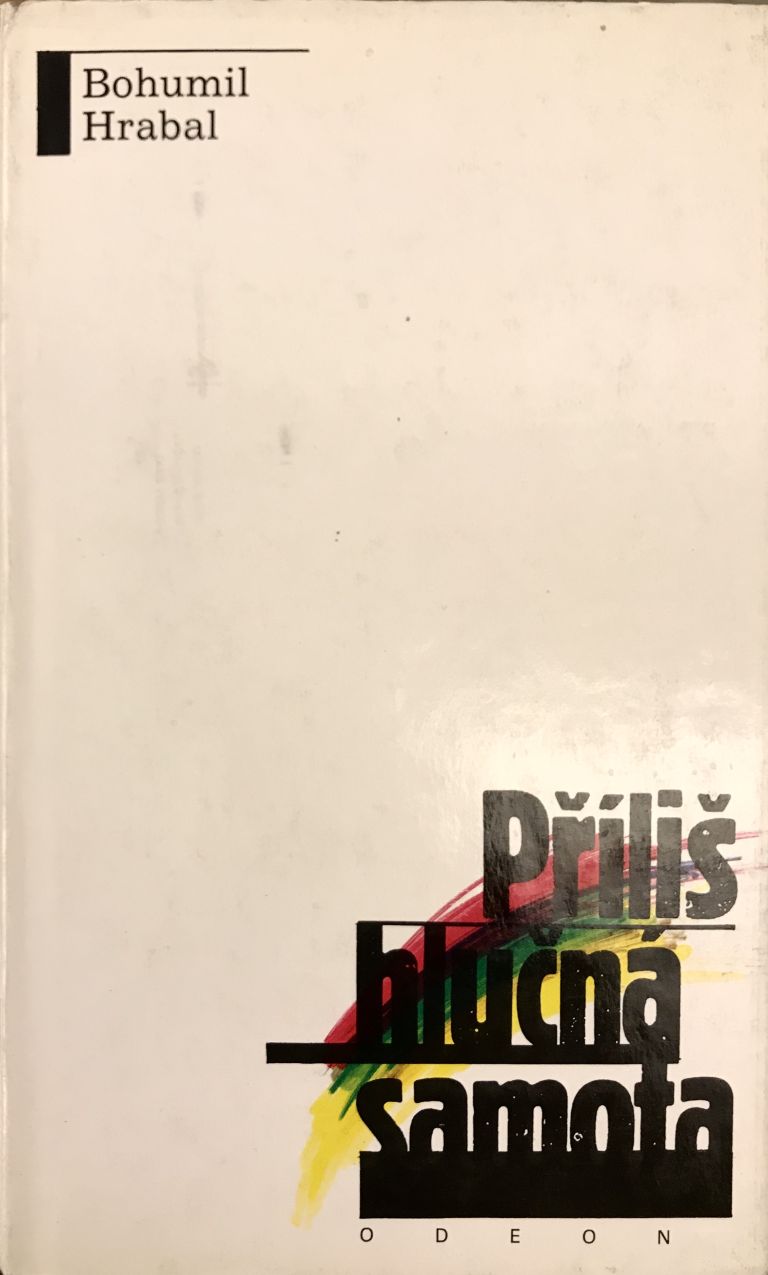 Bohumil
Hrabal
Příliš
hlučná
samota
ODEON